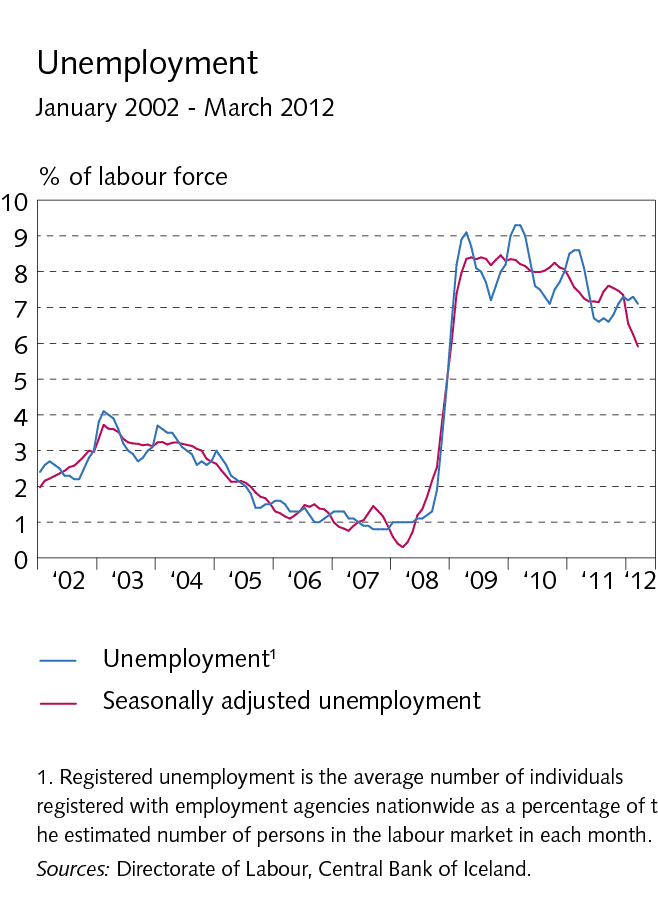 Unemployment
January 2002 - March 2012
% of labour force
10
9
8
7
6
5
4
3
2
1
0
‘02 ‘03 ‘04 ‘05 ‘06 ‘07 ‘08 ‘09 ‘10 ‘11 ‘12
Unemployment¹
Seasonally adjusted unemployment
1. Registered unemployment is the average number of individuals
registered with employment agencies nationwide as a percentage of t
he estimated number of persons in the labour market in each month.
Sources: Directorate of Labour, Central Bank of Iceland.